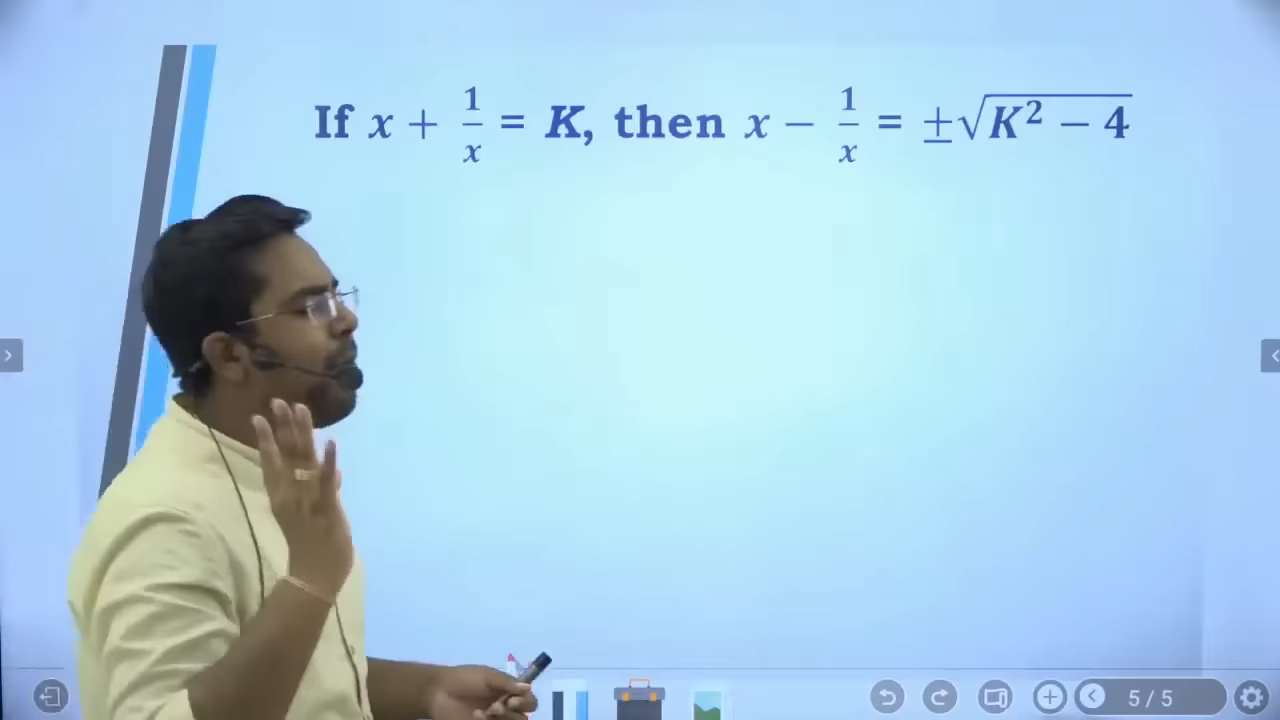 If x + 1/x = K, then x − 1/x = ±√(K² − 4)
5 / 5